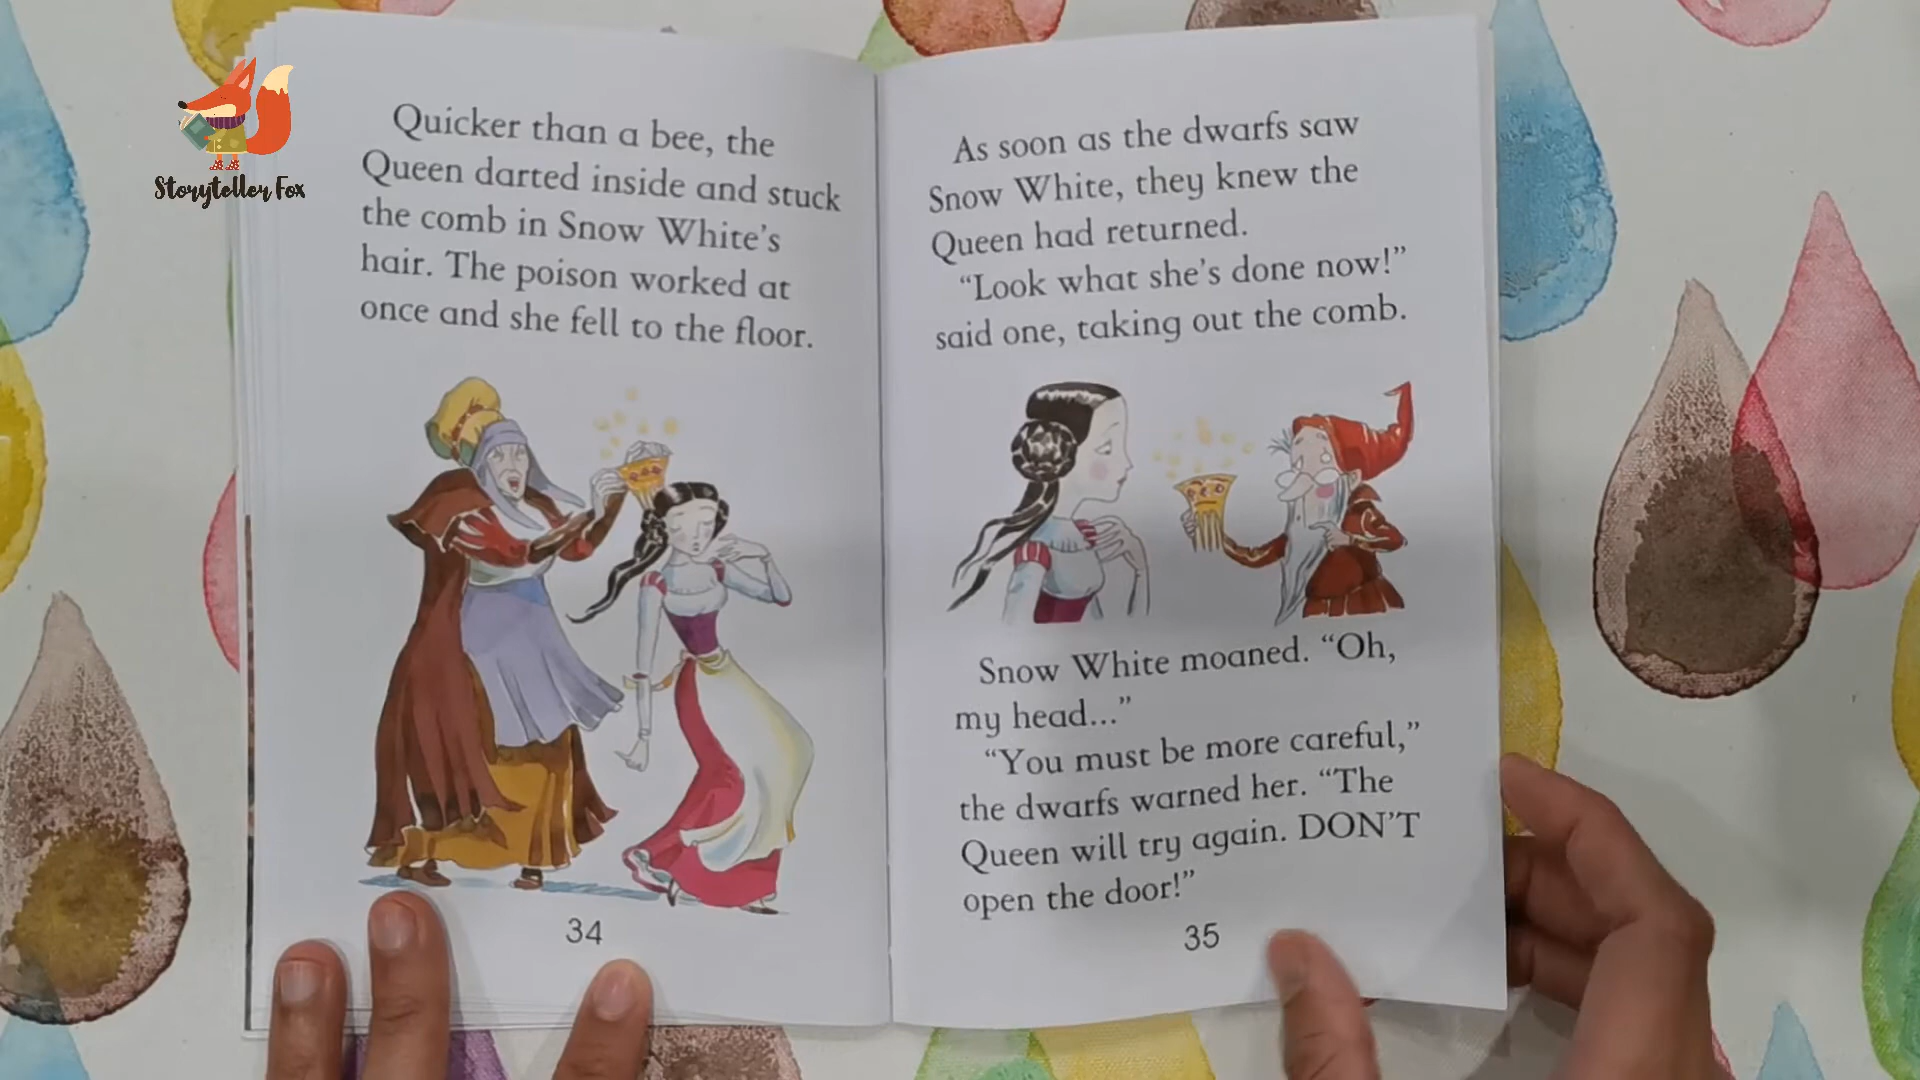 Storyteller Fox
Quicker than a bee, the
Queen darted inside and stuck
the comb in Snow White's
hair. The poison worked at
once and she fell to the floor.
34
As soon as the dwarfs saw
Snow White, they knew the
Queen had returned.
“Look what she's done now!”
said one, taking out the comb.
Snow White moaned. “Oh,
my head...”
“You must be more careful,”
the dwarfs warned her. “The
Queen will try again. DON'T
open the door!”
35